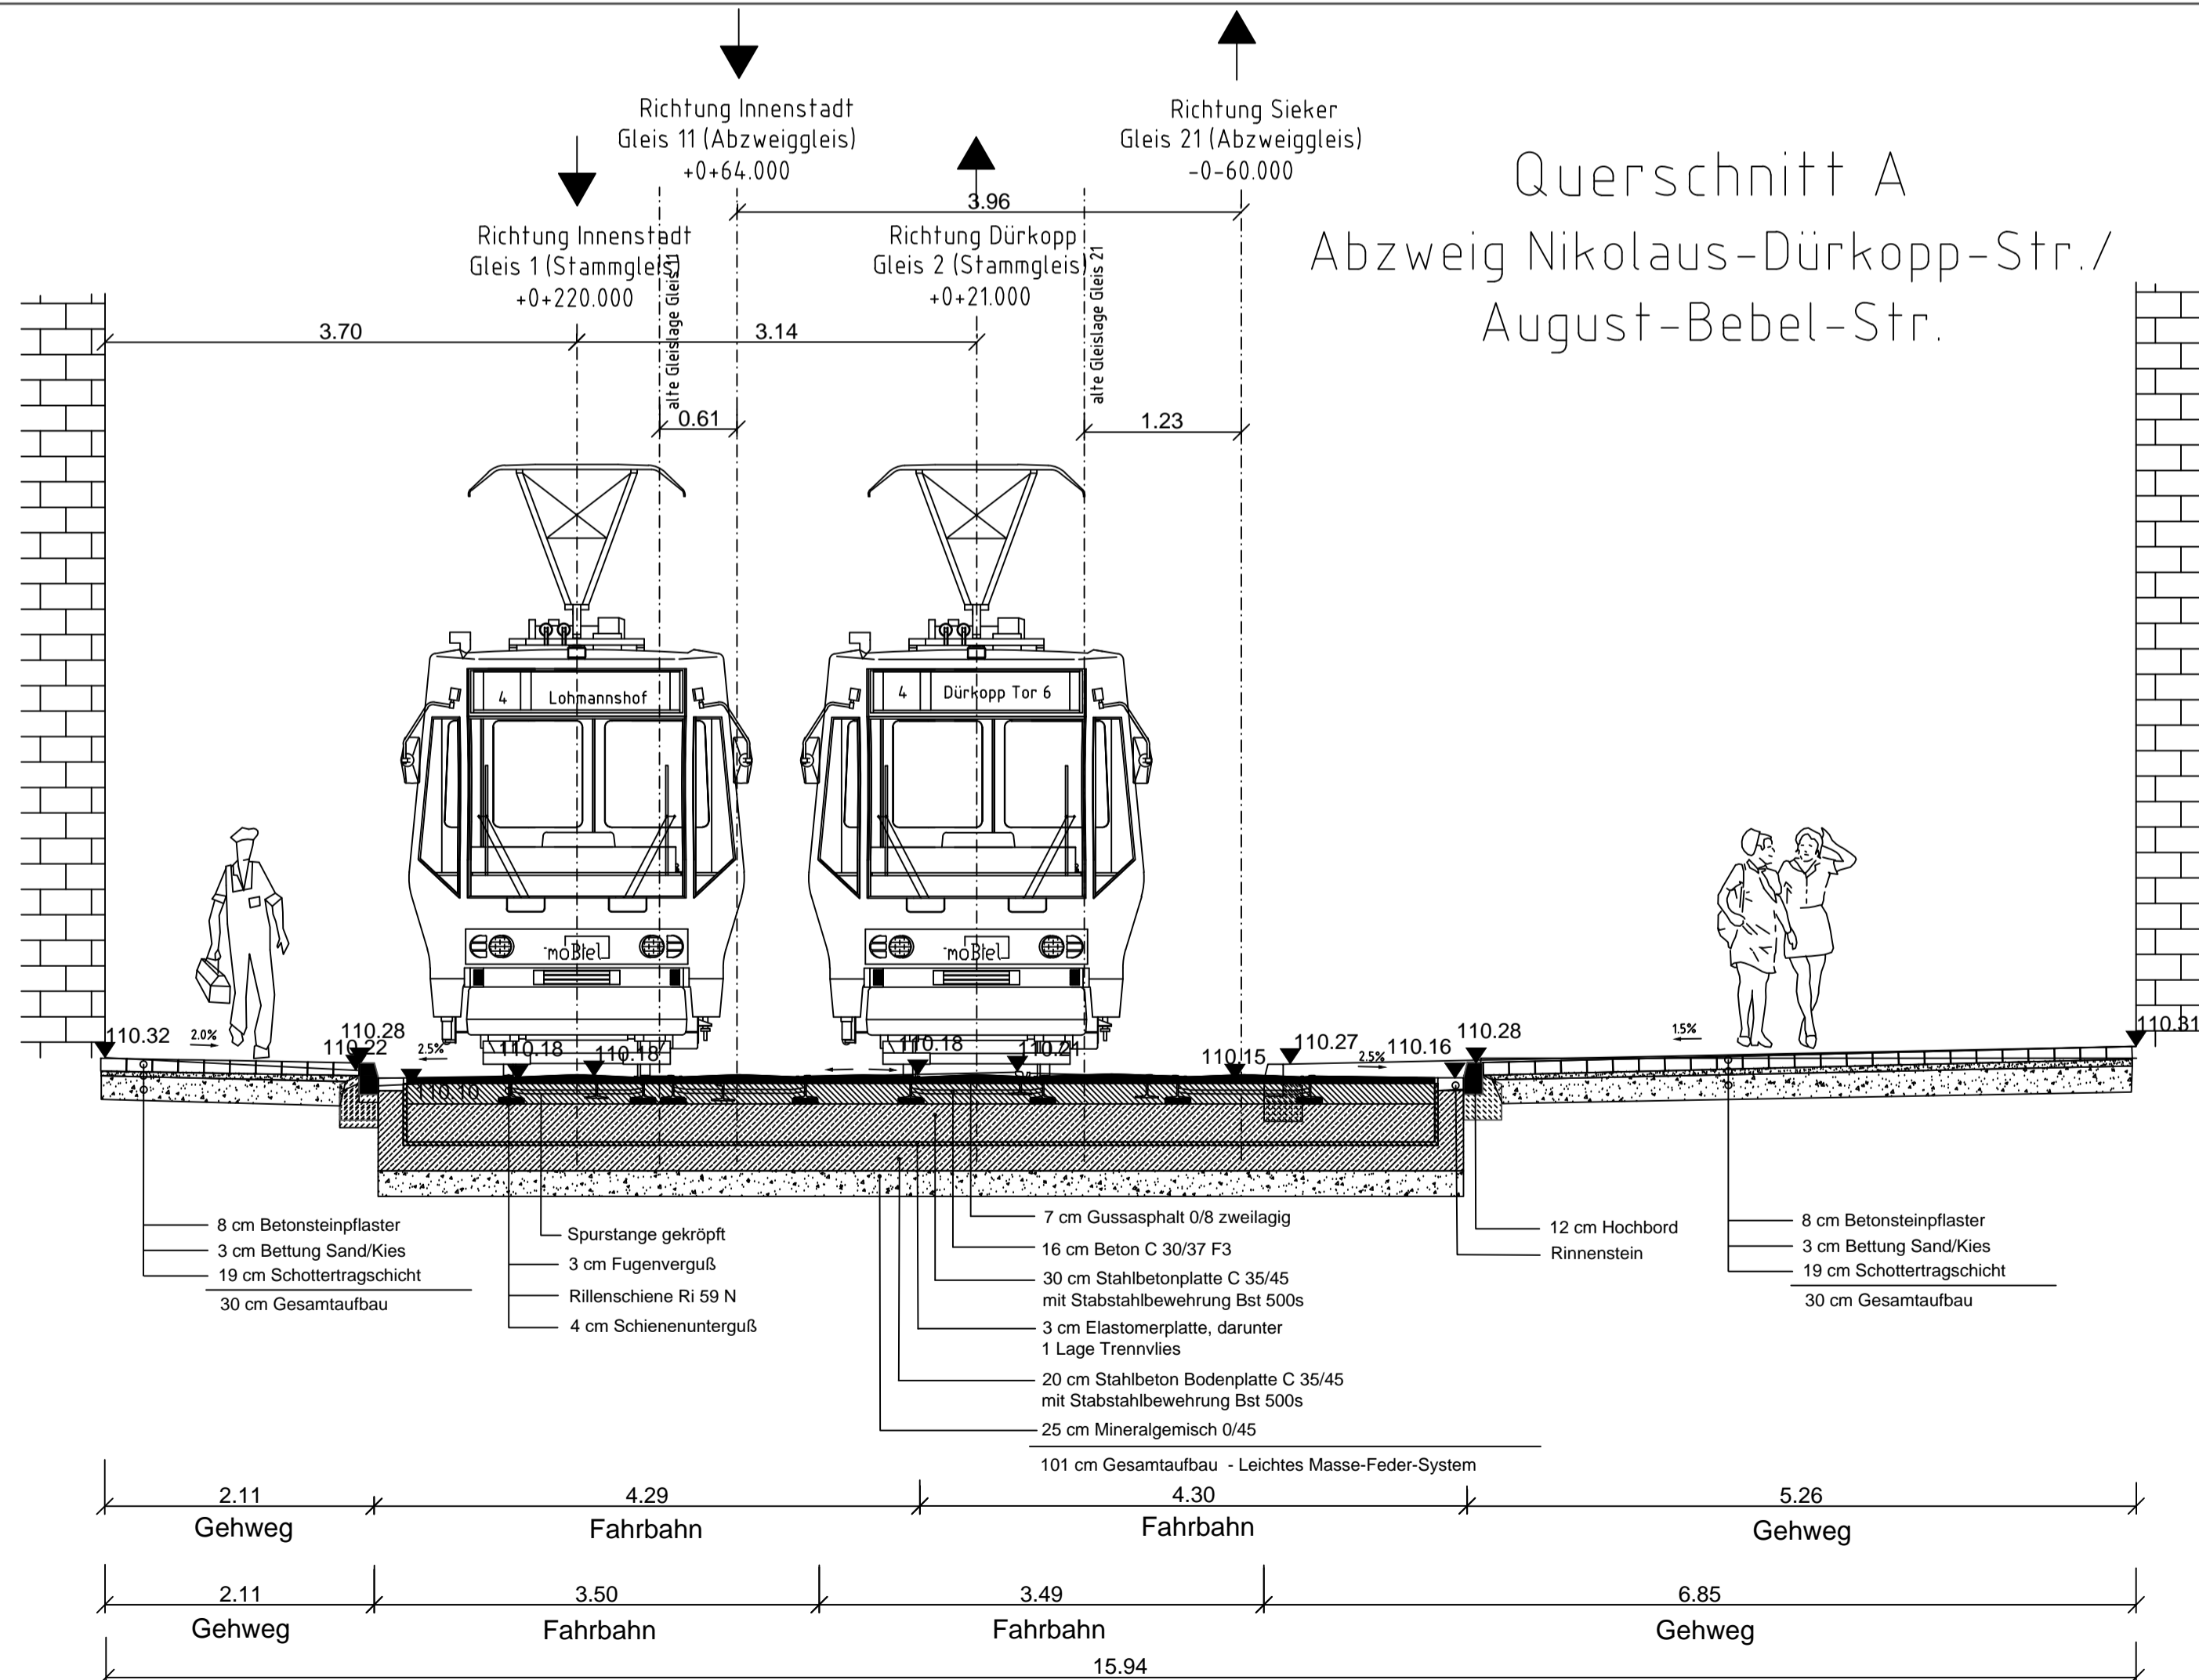 Richtung Innenstadt
Gleis 11 (Abzweiggleis)
+0+64.000
Richtung Sieker
Gleis 21 (Abzweiggleis)
-0-60.000
Querschnitt A
Abzweig Nikolaus-Dürkopp-Str./
August-Bebel-Str.
3.96
Richtung Innenstadt
Gleis 1 (Stammgleis)
+0+220.000
Richtung Dürkopp
Gleis 2 (Stammgleis)
+0+21.000
alte Gleislage Gleis 11
alte Gleislage Gleis 21
3.70
3.14
0.61
1.23
4 Lohmannshof
4 Dürkopp Tor 6
moBiel
moBiel
110.32
2.0%
110.28
110.22
2.5%
110.18
110.18
110.18
110.21
110.15
110.27
2.5%
110.16
110.28
1.5%
110.31
110.10
8 cm Betonsteinpflaster
3 cm Bettung Sand/Kies
19 cm Schottertragschicht
30 cm Gesamtaufbau
Spurstange gekröpft
3 cm Fugenverguß
Rillenschiene Ri 59 N
4 cm Schienenunterguß
7 cm Gussasphalt 0/8 zweilagig
16 cm Beton C 30/37 F3
30 cm Stahlbetonplatte C 35/45
mit Stabstahlbewehrung Bst 500s
3 cm Elastomerplatte, darunter
1 Lage Trennvlies
20 cm Stahlbeton Bodenplatte C 35/45
mit Stabstahlbewehrung Bst 500s
25 cm Mineralgemisch 0/45
101 cm Gesamtaufbau - Leichtes Masse-Feder-System
12 cm Hochbord
Rinnenstein
8 cm Betonsteinpflaster
3 cm Bettung Sand/Kies
19 cm Schottertragschicht
30 cm Gesamtaufbau
2.11 4.29 4.30 5.26
Gehweg Fahrbahn Fahrbahn Gehweg
2.11 3.50 3.49 6.85
Gehweg Fahrbahn Fahrbahn Gehweg
15.94